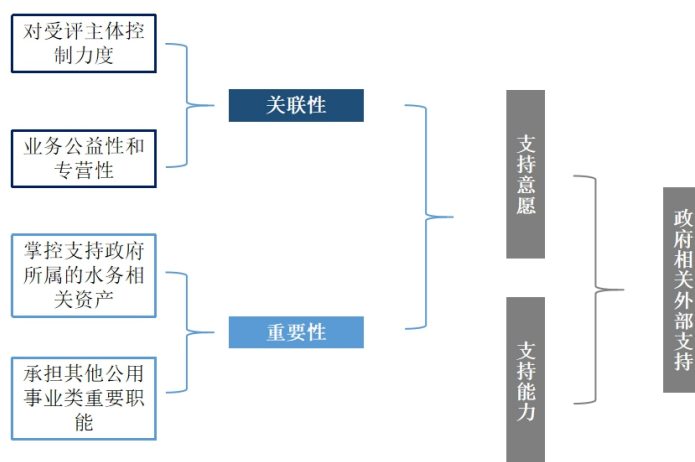 对受评主体控
制力度
关联性
业务公益性和
专营性
掌控支持政府
所属的水务相
关资产
重要性
承担其他公用
事业类重要职
能
支持意愿
支持能力
政府相关外部支持